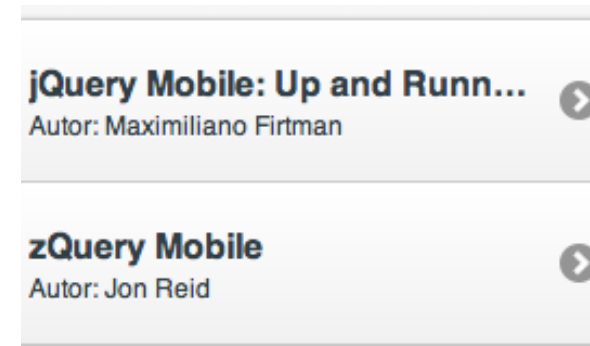 jQuery Mobile: Up and Runn...
Autor: Maximiliano Firtman
zQuery Mobile
Autor: Jon Reid